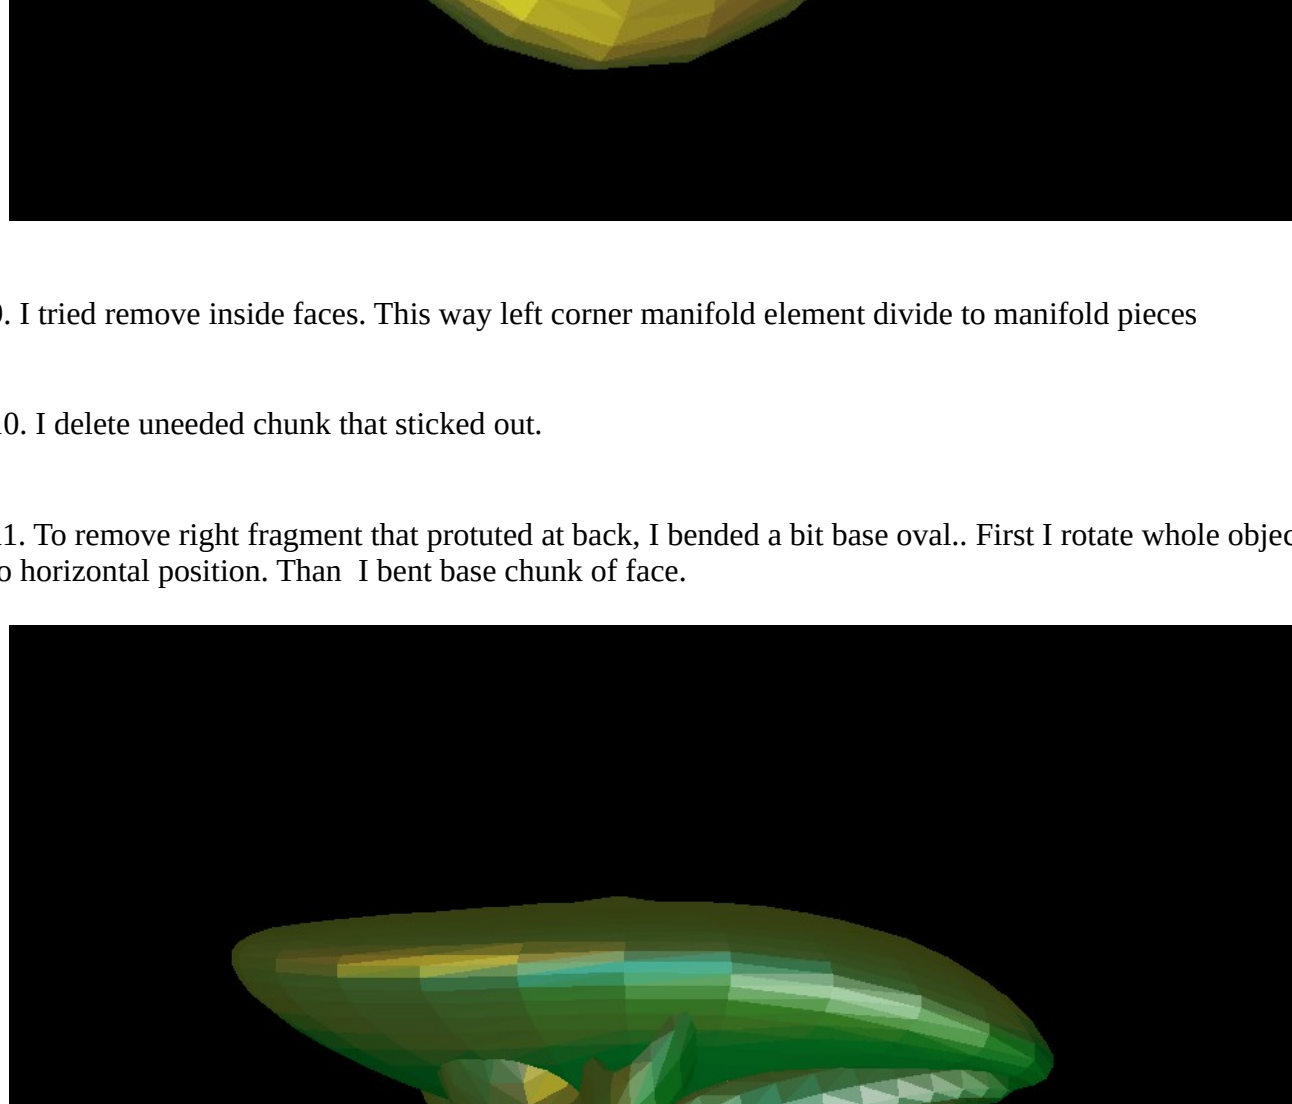 . I tried remove inside faces. This way left corner manifold element divide to manifold pieces
0. I delete uneeded chunk that sticked out.
1. To remove right fragment that protuted at back, I bended a bit base oval.. First I rotate whole objec
o horizontal position. Than  I bent base chunk of face.